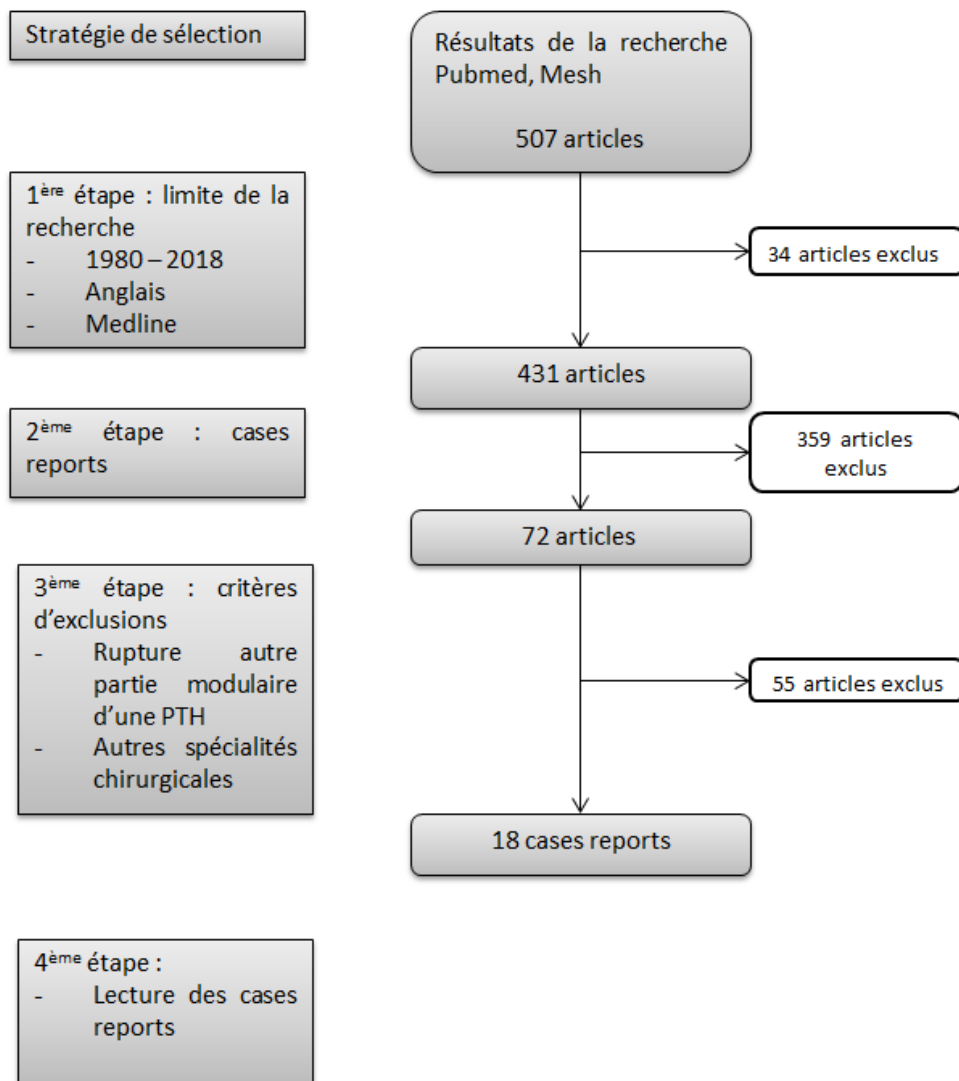 Stratégie de sélection
Résultats de la recherche
Pubmed, Mesh
507 articles
1ère étape : limite de la
recherche
- 1980 – 2018
- Anglais
- Medline
34 articles exclus
431 articles
2ème étape : cases
reports
359 articles
exclus
72 articles
3ème étape : critères
d’exclusions
- Rupture autre
partie modulaire
d’une PTH
- Autres spécialités
chirurgicales
55 articles exclus
18 cases reports
4ème étape :
- Lecture des cases
reports